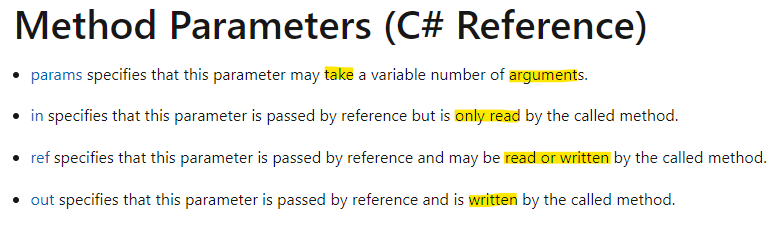 Method Parameters (C# Reference)
• params specifies that this parameter may take a variable number of arguments.
• in specifies that this parameter is passed by reference but is only read by the called method.
• ref specifies that this parameter is passed by reference and may be read or written by the called method.
• out specifies that this parameter is passed by reference and is written by the called method.